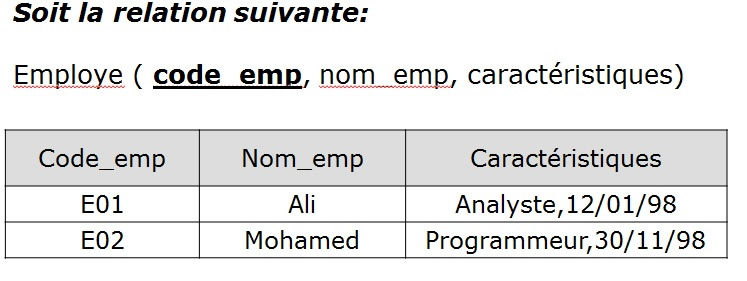 Soit la relation suivante:
Employe ( code_emp, nom_emp, caractéristiques)
Code_emp Nom_emp Caractéristiques
E01 Ali Analyste,12/01/98
E02 Mohamed Programmeur,30/11/98